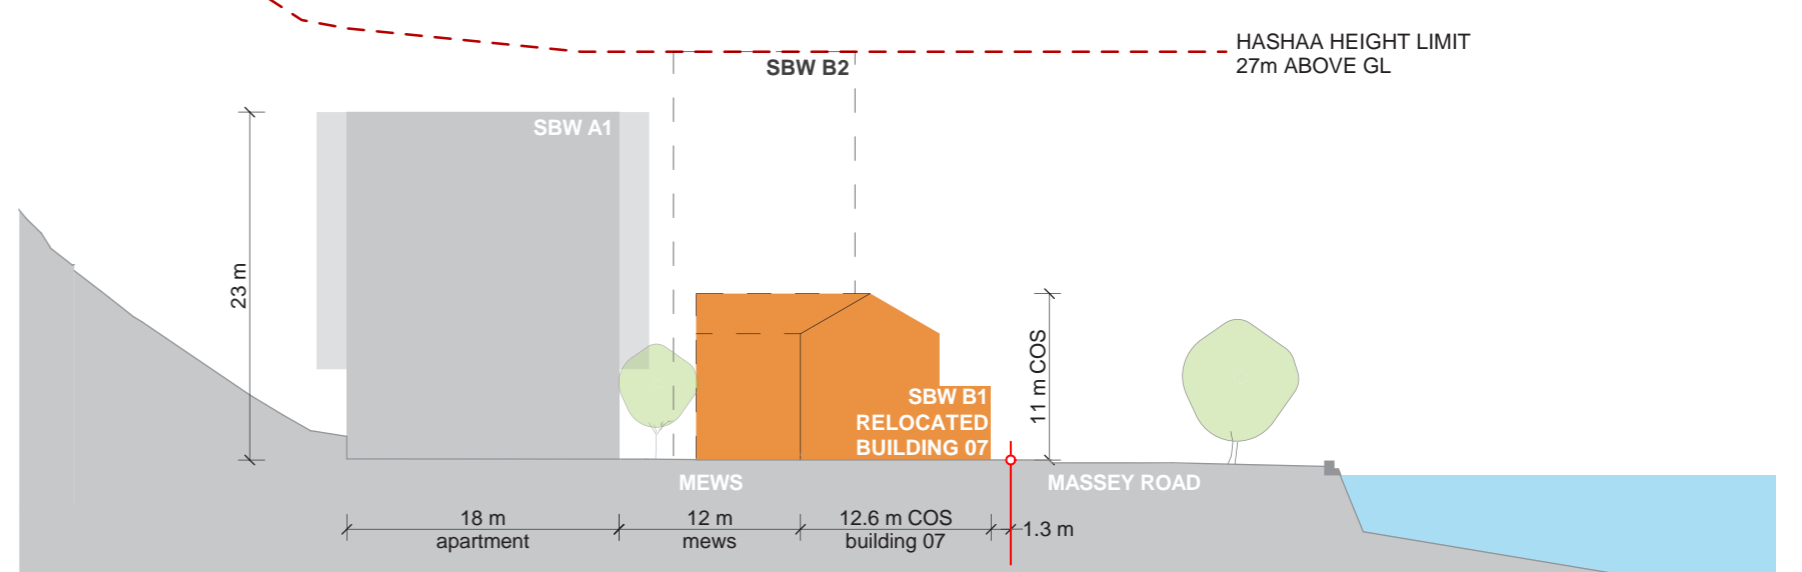 HASHAA HEIGHT LIMIT
27m ABOVE GL
SBW B2
SBW A1
23 m
11 m COS
SBW B1
RELOCATED
BUILDING 07
MEWS
MASSEY ROAD
18 m
apartment
12 m
mews
12.6 m COS
building 07
1.3 m